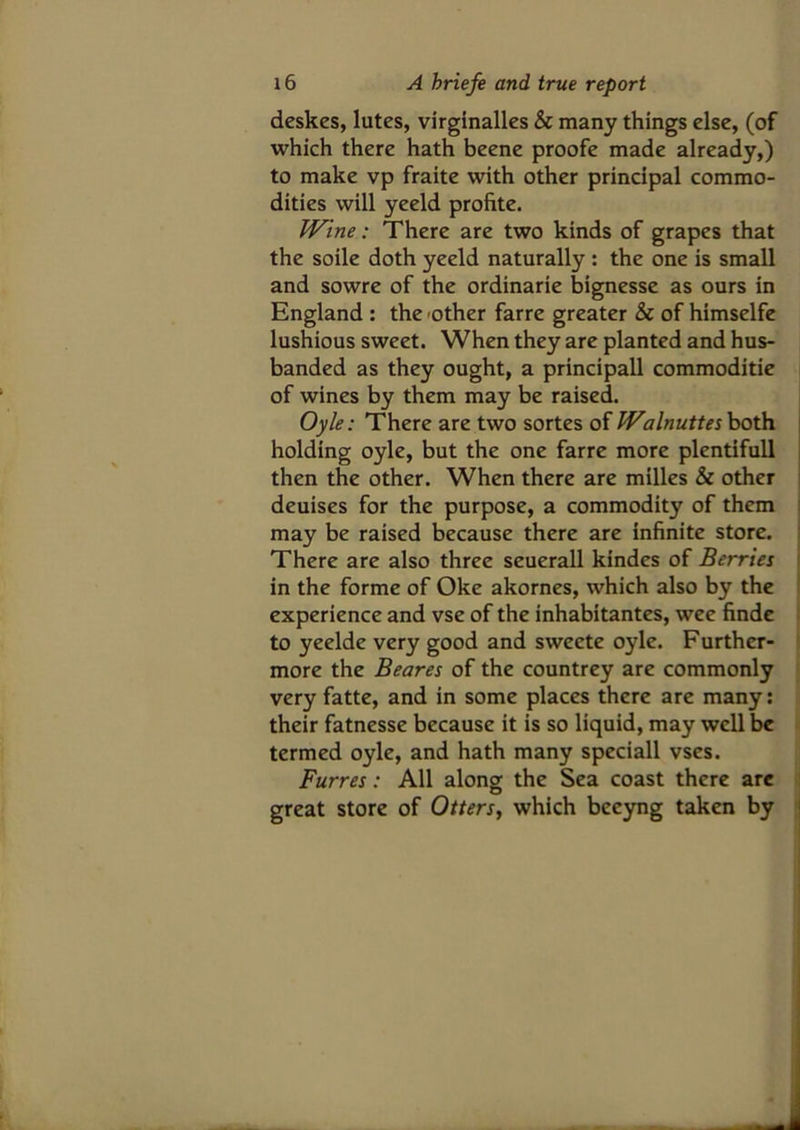 16 A briefe and true report
deskes, lutes, virginalles & many things else, (of
which there hath beene proofe made already,)
to make vp fraite with other principal commo-
dities will yeeld profite.
Wine: There are two kinds of grapes that
the soile doth yeeld naturally: the one is small
and sowre of the ordinarie bignesse as ours in
England: the other farre greater & of himselfe
lushious sweet. When they are planted and hus-
banded as they ought, a principall commoditie
of wines by them may be raised.
Oyle: There are two sortes of Walnuttes both
holding oyle, but the one farre more plentifull
then the other. When there are milles & other
deuises for the purpose, a commodity of them
may be raised because there are infinite store.
There are also three seuerall kindes of Berries
in the forme of Oke akornes, which also by the
experience and vse of the inhabitantes, wee finde
to yeelde very good and sweete oyle. Further-
more the Beares of the countrey are commonly
very fatte, and in some places there are many:
their fatnesse because it is so liquid, may well be
termed oyle, and hath many speciall vses.
Furres: All along the Sea coast there are
great store of Otters, which beeyng taken by